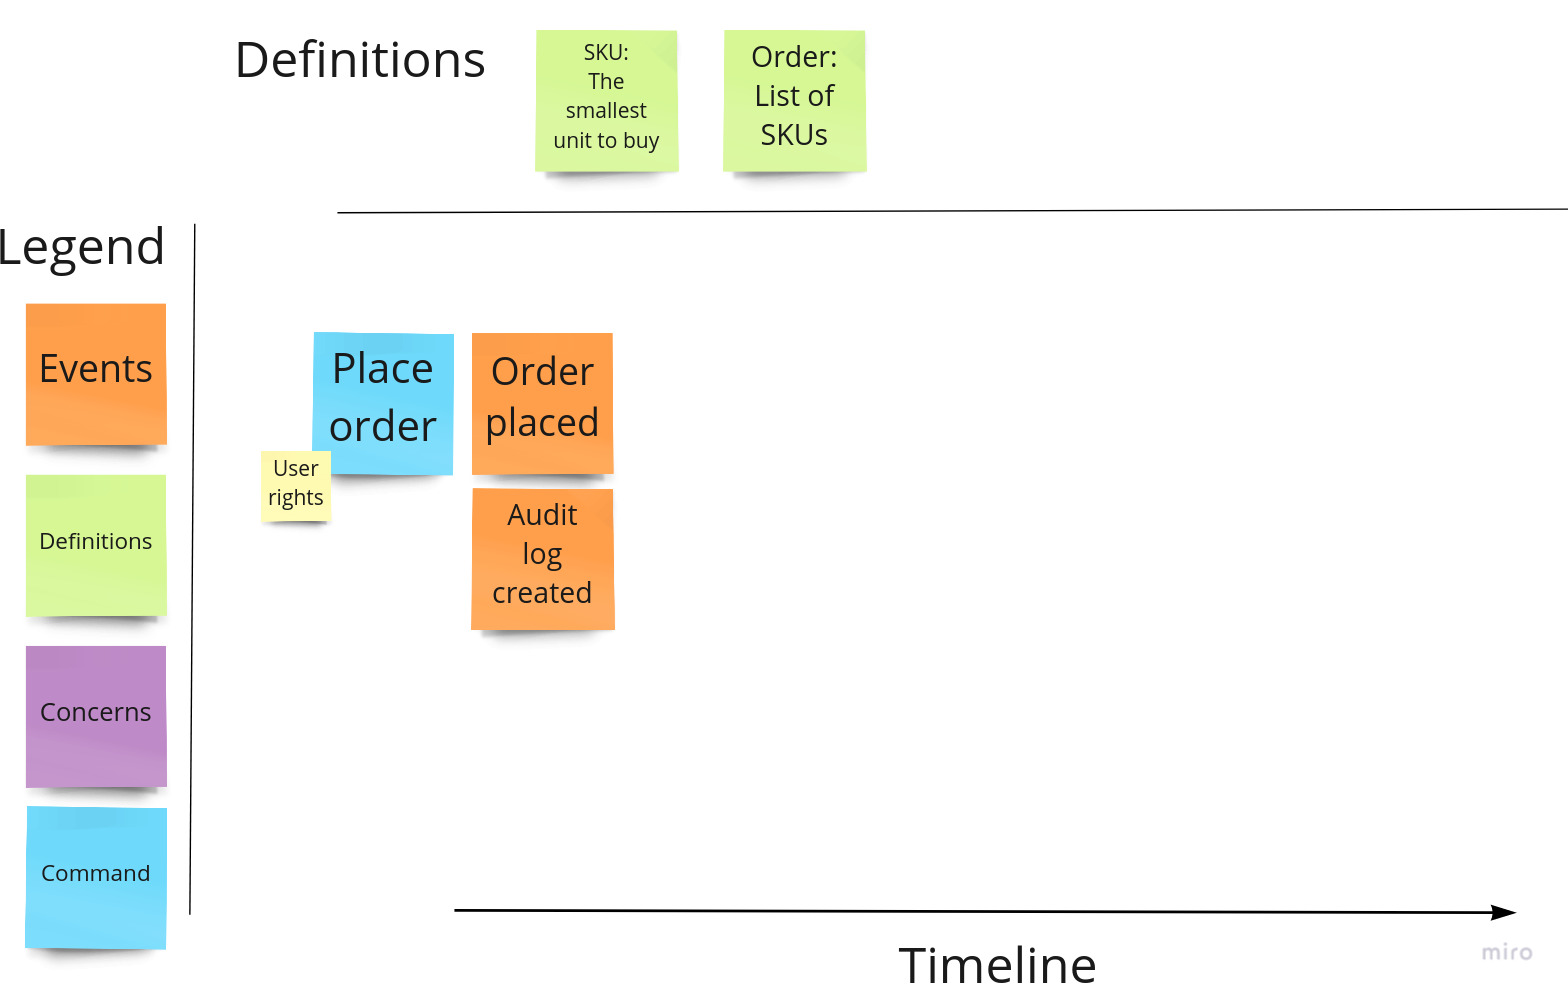 Definitions
SKU:
The
smallest
unit to buy
Order:
List of
SKUs
Legend
Events
Definitions
Concerns
Command
Place
order
User
rights
Order
placed
Audit
log
created
Timeline
miro